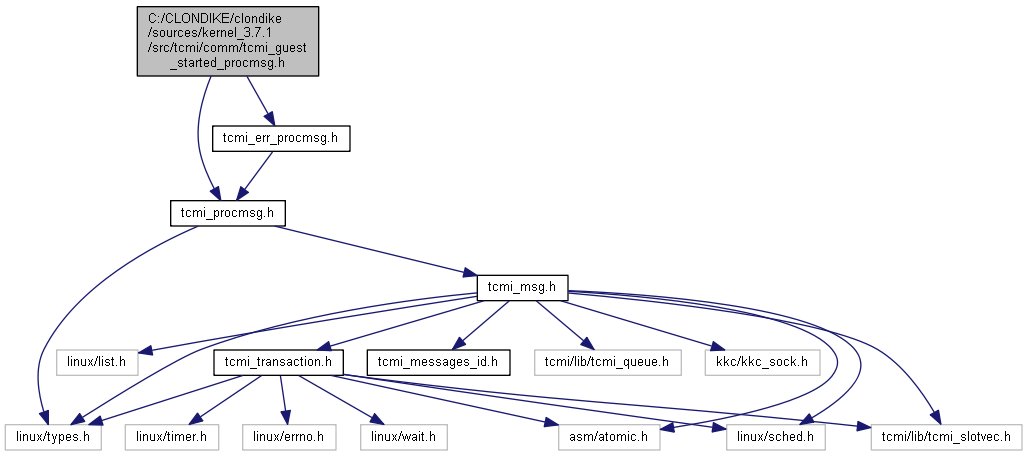 C:/CLONDIKE/clondike
/sources/kernel_3.7.1
/src/tcmi/comm/tcmi_guest
_started_procmsg.h
tcmi_err_procmsg.h
tcmi_procmsg.h
tcmi_msg.h
linux/list.h
tcmi_transaction.h
tcmi_messages_id.h
tcmi/lib/tcmi_queue.h
kkc/kkc_sock.h
linux/types.h
linux/timer.h
linux/errno.h
linux/wait.h
asm/atomic.h
linux/sched.h
tcmi/lib/tcmi_slotvec.h